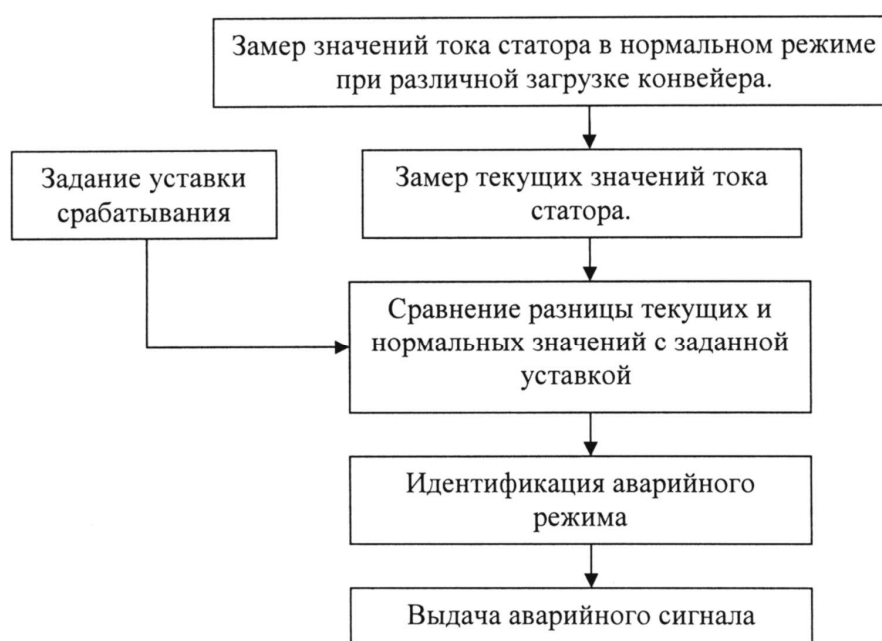 Замер значений тока статора в нормальном режиме
при различной загрузке конвейера.
Задание уставки
срабатывания
Замер текущих значений тока
статора.
Сравнение разницы текущих и
нормальных значений с заданной
уставкой
Идентификация аварийного
режима
Выдача аварийного сигнала